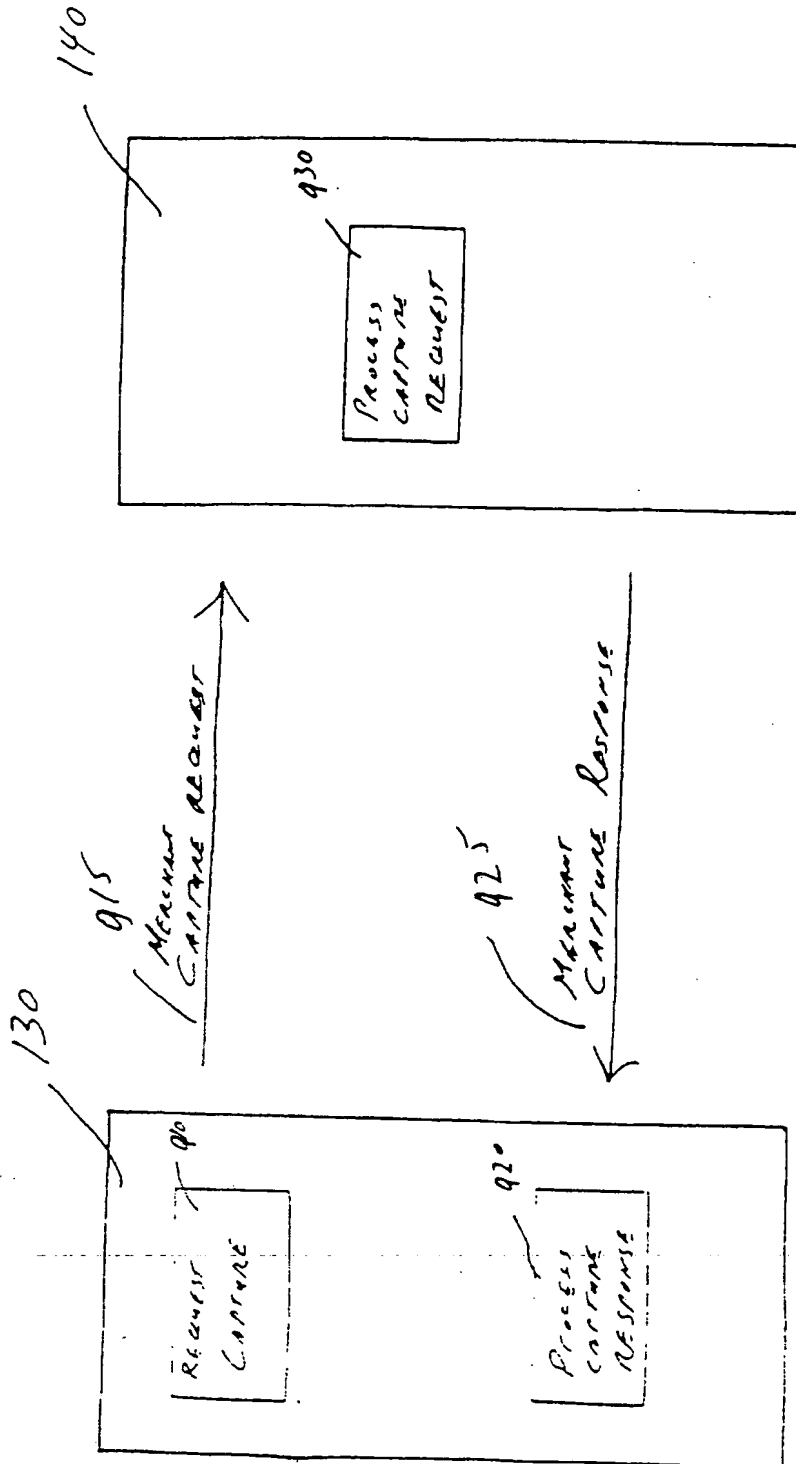 130
REQUEST
CAPTURE
910
PROCESS
CAPTURE
RESPONSE
920
915
MERCHANT
CAPTURE REQUEST
925
MERCHANT
CAPTURE RESPONSE
140
PROCESS
CAPTURE
REQUEST
930